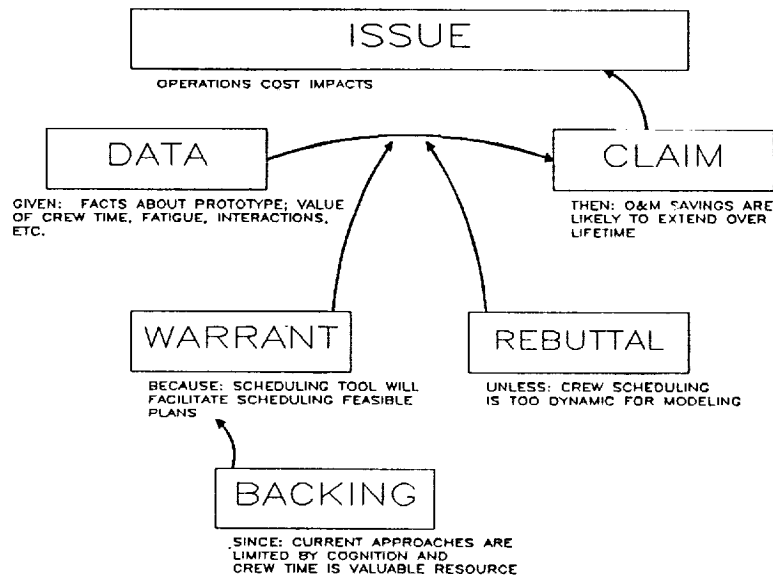 ISSUE
OPERATIONS COST IMPACTS
DATA
CLAIM
GIVEN: FACTS ABOUT PROTOTYPE; VALUE
OF CREW TIME, FATIGUE, INTERACTIONS,
ETC.
THEN: O&M SAVINGS ARE
LIKELY TO EXTEND OVER
LIFETIME
WARRANT
REBUTTAL
BECAUSE: SCHEDULING TOOL WILL
FACILITATE SCHEDULING FEASIBLE
PLANS
UNLESS: CREW SCHEDULING
IS TOO DYNAMIC FOR MODELING
BACKING
SINCE: CURRENT APPROACHES ARE
LIMITED BY COGNITION AND
CREW TIME IS VALUABLE RESOURCE